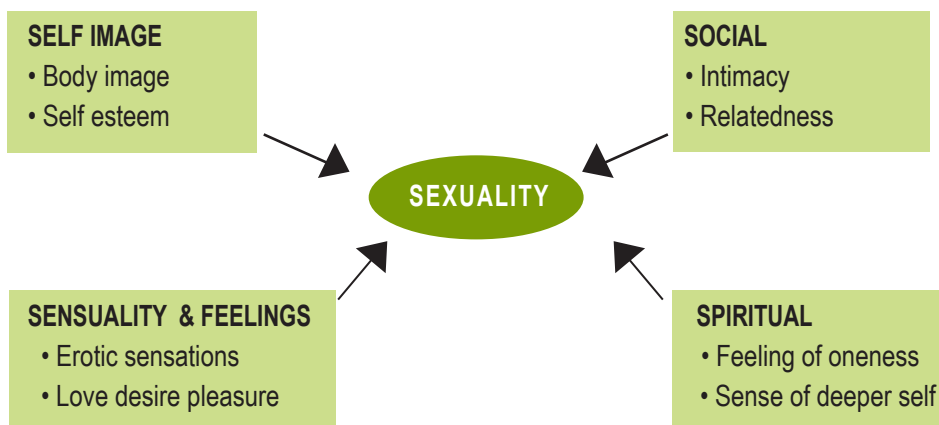 SELF IMAGE
• Body image
• Self esteem
SOCIAL
• Intimacy
• Relatedness
SEXUALITY
SENSUALITY & FEELINGS
• Erotic sensations
• Love desire pleasure
SPIRITUAL
• Feeling of oneness
• Sense of deeper self